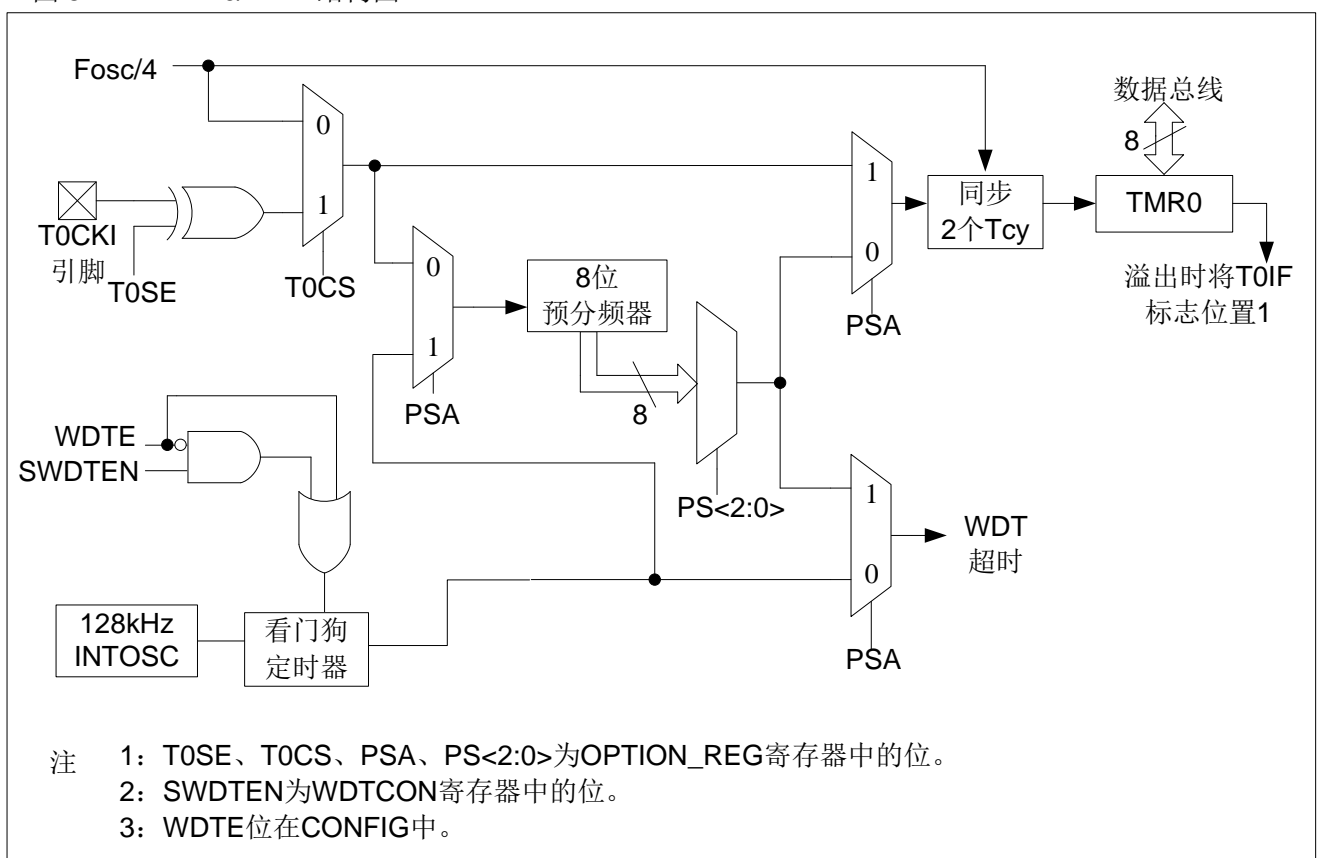 Fosc/4
0
1
T0CKI
引脚
T0SE
T0CS
0
1
PSA
8位
预分频器
8
PS<2:0>
1
0
PSA
同步
2个Tcy
数据总线
8
TMR0
溢出时将T0IF
标志位置1
WDTE
SWDTEN
128kHz
INTOSC
看门狗
定时器
1
0
PSA
WDT
超时
注 1：T0SE、T0CS、PSA、PS<2:0>为OPTION_REG寄存器中的位。
2：SWDTEN为WDTCON寄存器中的位。
3：WDTE位在CONFIG中。